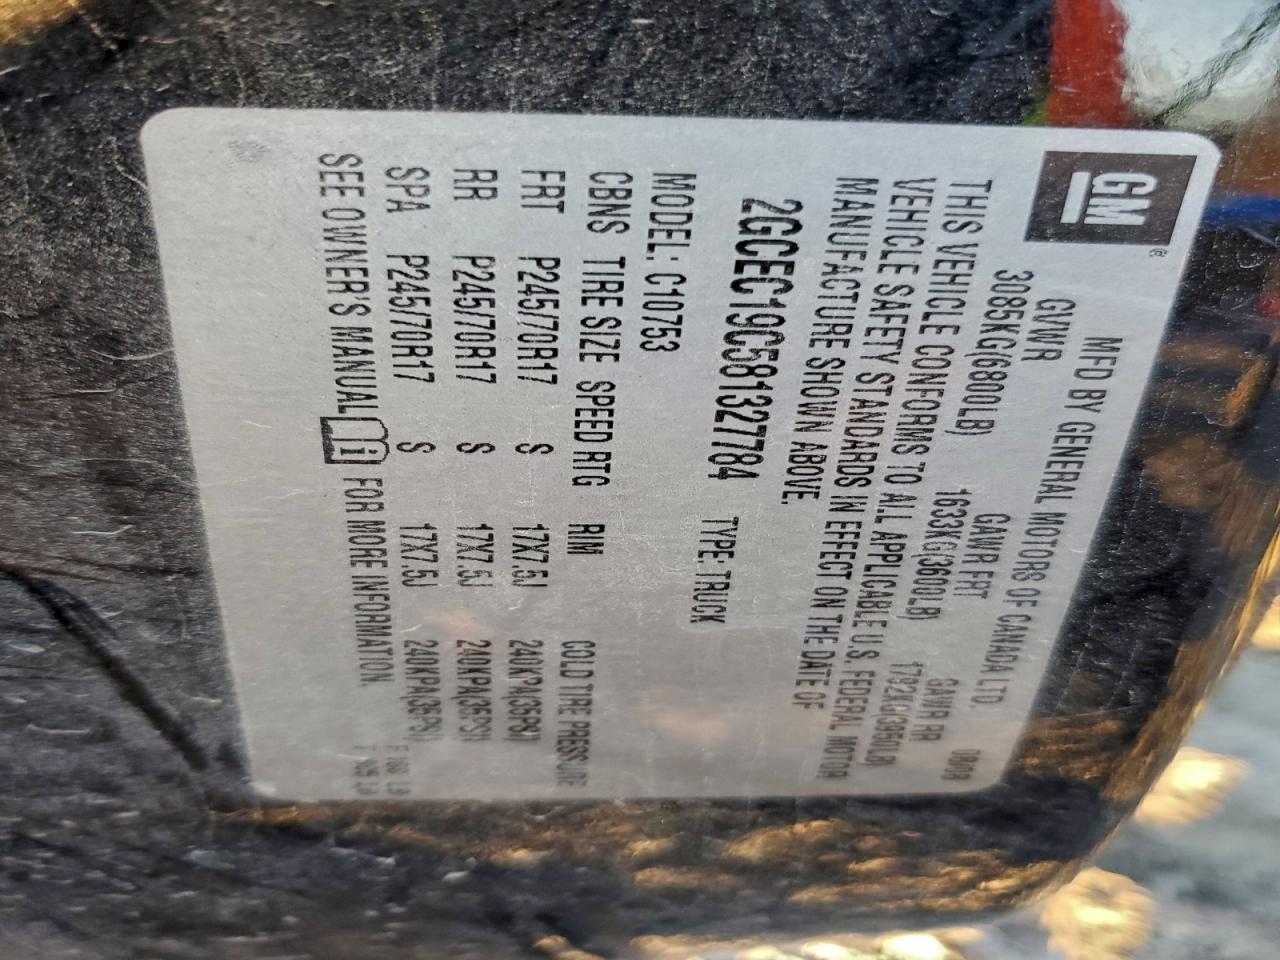 GM®
MFD BY GENERAL MOTORS OF CANADA LTD.
GVWR GAWR FRT GAWR RR
3085KG(6800LB) 1633KG(3600LB) 1792KG(3950LB)
THIS VEHICLE CONFORMS TO ALL APPLICABLE U.S. FEDERAL MOTOR
VEHICLE SAFETY STANDARDS IN EFFECT ON THE DATE OF
MANUFACTURE SHOWN ABOVE.
2GCEC19C581327784 TYPE: TRUCK
MODEL: C10753
CBNS TIRE SIZE SPEED RTG RIM COLD TIRE PRESSURE
FRT P245/70R17 S 17X7.5J 240KPA(35PSI)
RR P245/70R17 S 17X7.5J 240KPA(35PSI)
SPA P245/70R17 S 17X7.5J 240KPA(35PSI)
SEE OWNER'S MANUAL i FOR MORE INFORMATION.